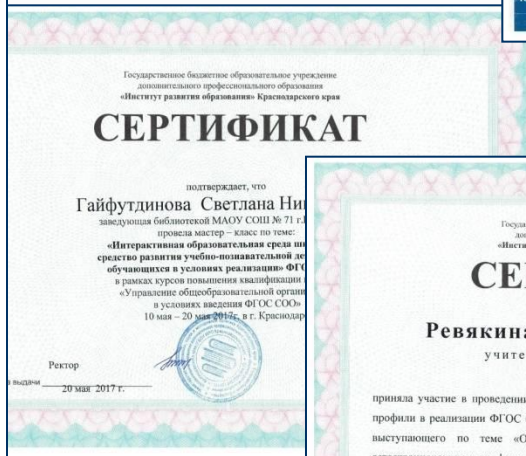 Государственное бюджетное образовательное учреждение
дополнительного профессионального образования
«Институт развития образования» Краснодарского края
СЕРТИФИКАТ
подтверждает, что
Гайфутдинова Светлана
заведующая библиотекой МАОУ СОШ № 71
провела мастер – класс по теме:
«Интерактивная образовательная среда
средство развития учебно-познавательной
обучающихся в условиях реализации» ФГО
в рамках курсов повышения квалификации
«Управление общеобразовательной
в условиях введения ФГОС СОО»
10 мая – 20 мая 2017г. в г. Краснодар
Ректор
выдачи
20 мая 2017 г.
СЕ
Ревякина
учите
приняла участие в проведении
профили в реализации ФГОС
выступающего по теме «О